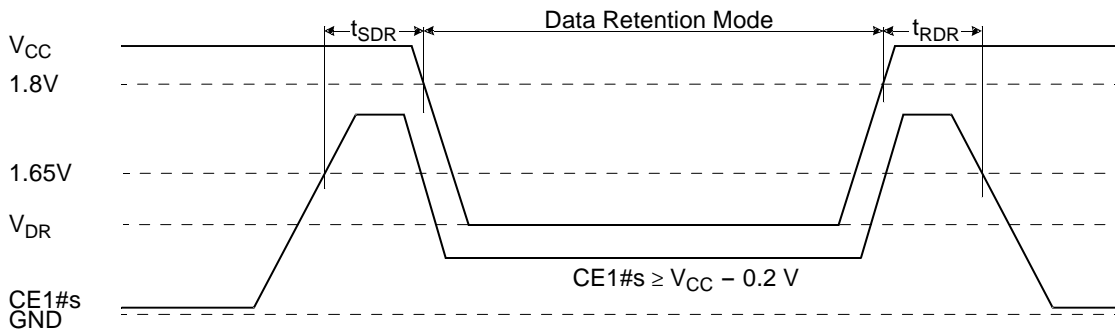 Data Retention Mode
tSDR
tRDR
VCC
1.8V
1.65V
VDR
CE1#s ≥ VCC − 0.2 V
CE1#s
GND